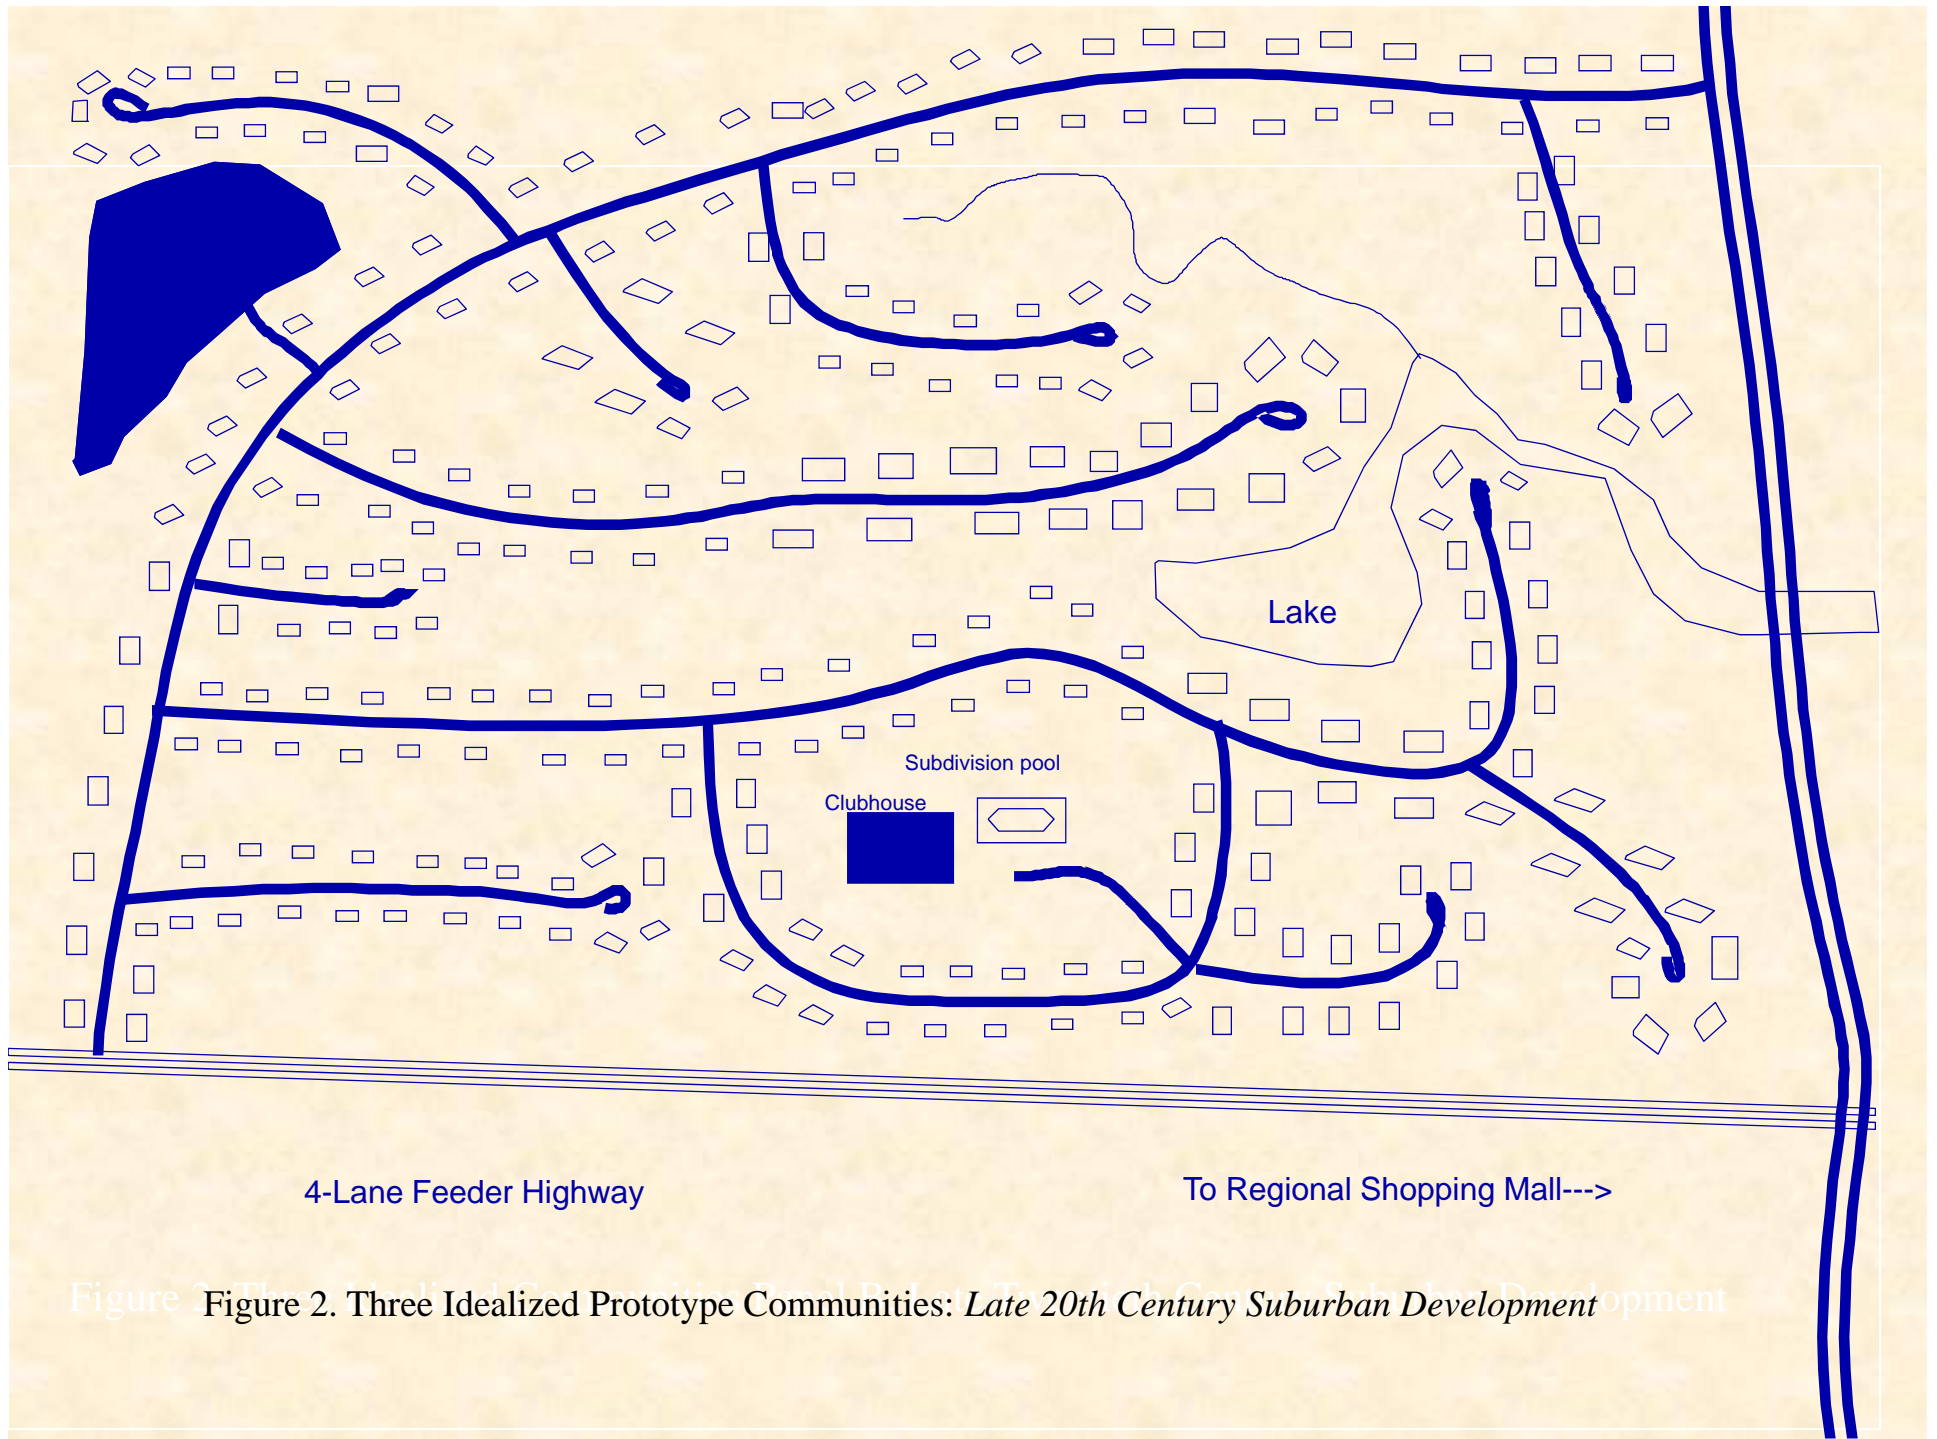 Lake
Subdivision pool
Clubhouse
4-Lane Feeder Highway
To Regional Shopping Mall--->
Figure 2. Three Idealized Prototype Communities: Late 20th Century Suburban Development